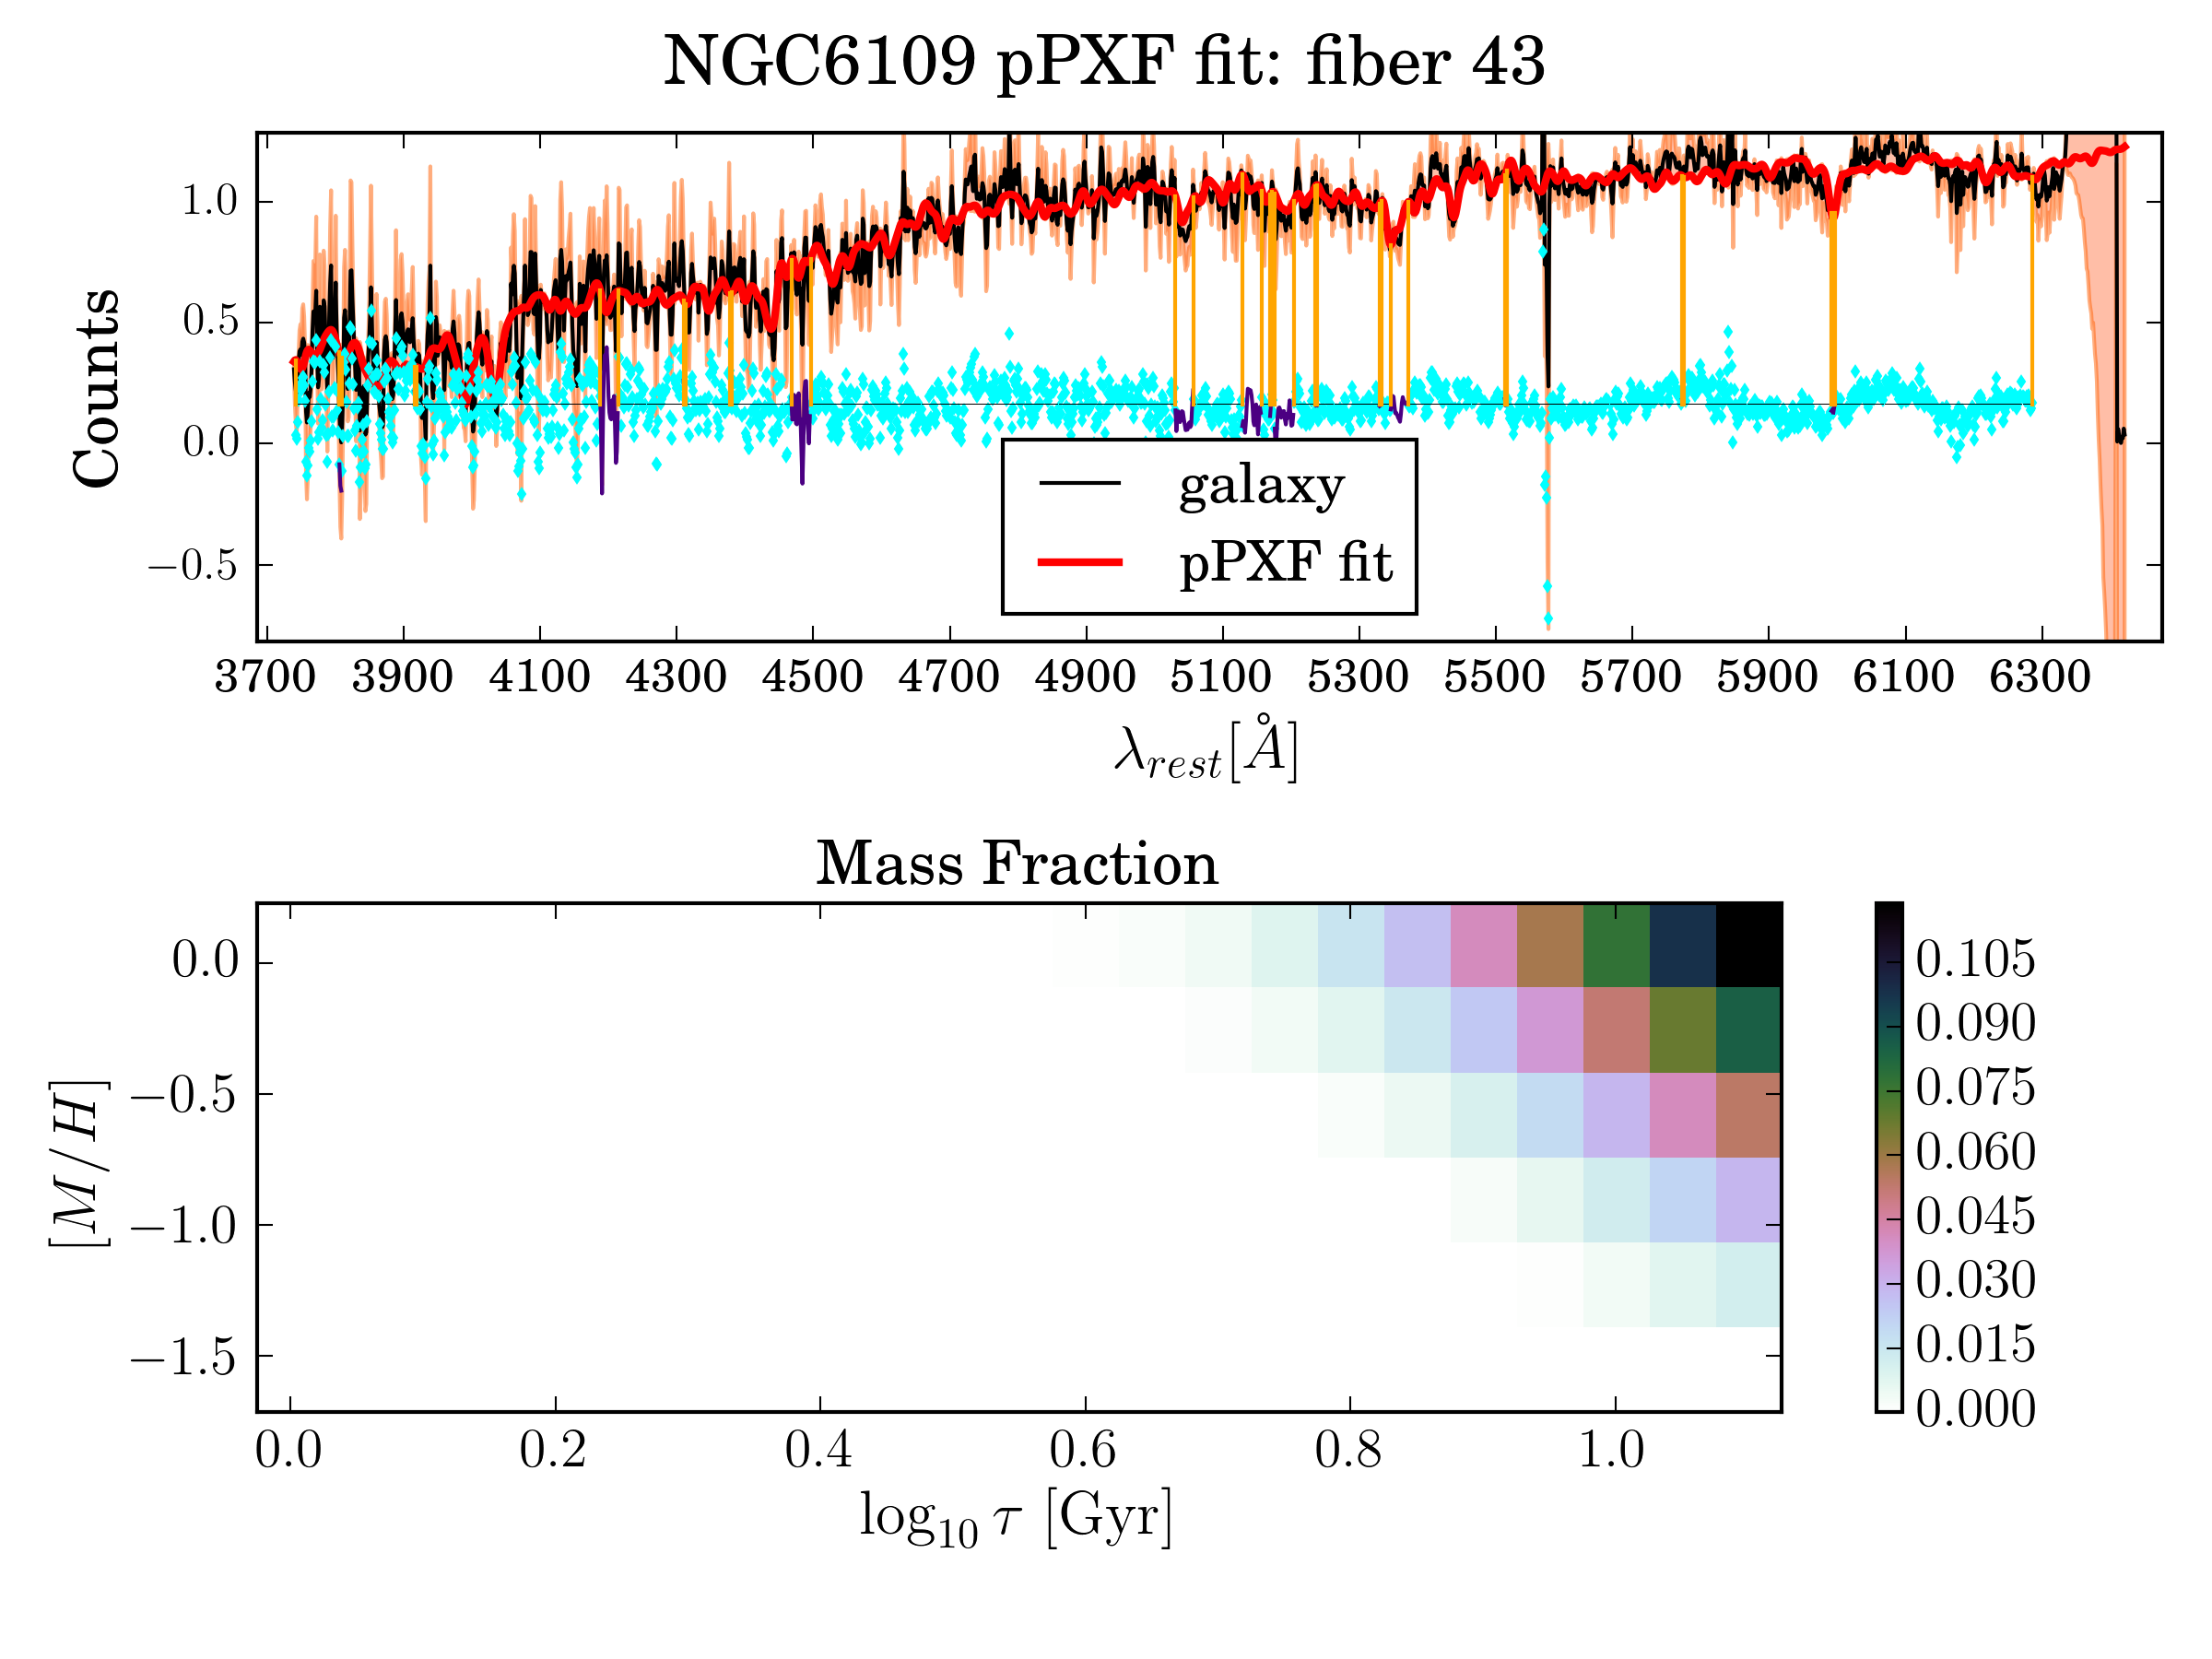 NGC6109 pPXF fit: fiber 43
Counts
1.0
0.5
0.0
−0.5
galaxy
pPXF fit
3700 3900 4100 4300 4500 4700 4900 5100 5300 5500 5700 5900 6100 6300
λrest[Å]
Mass Fraction
[M/H]
0.0
−0.5
−1.0
−1.5
0.0 0.2 0.4 0.6 0.8 1.0
log10 τ [Gyr]
0.105
0.090
0.075
0.060
0.045
0.030
0.015
0.000